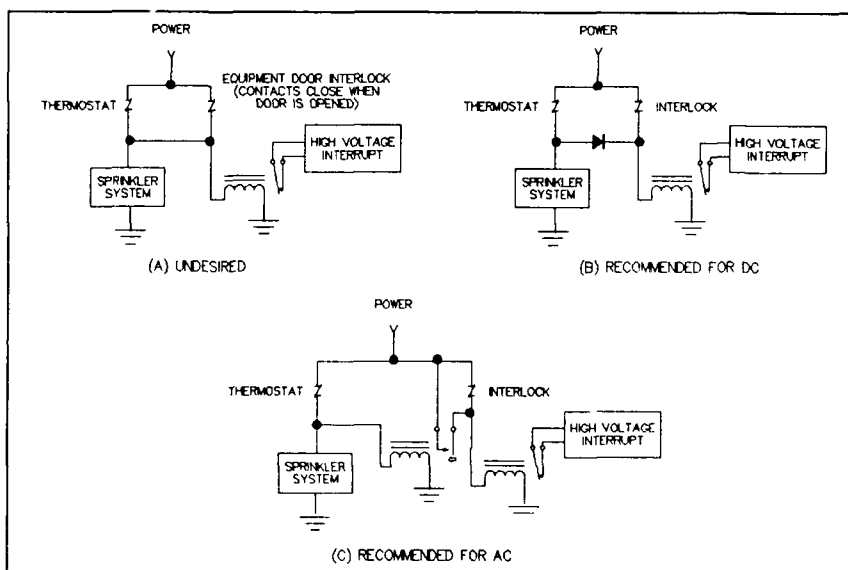 POWER
EQUIPMENT DOOR INTERLOCK
(CONTACTS CLOSE WHEN
DOOR IS OPENED)
THERMOSTAT
HIGH VOLTAGE
INTERRUPT
SPRINKLER
SYSTEM
(A) UNDESIRED
POWER
THERMOSTAT
INTERLOCK
HIGH VOLTAGE
INTERRUPT
SPRINKLER
SYSTEM
(B) RECOMMENDED FOR DC
POWER
THERMOSTAT
INTERLOCK
HIGH VOLTAGE
INTERRUPT
SPRINKLER
SYSTEM
(C) RECOMMENDED FOR AC